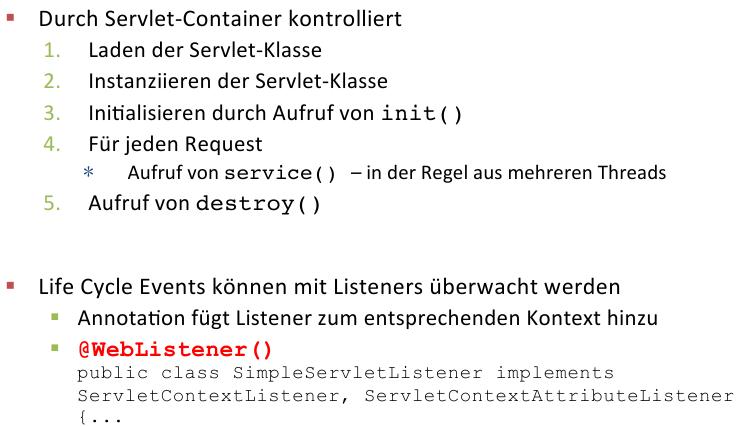 ▪ Durch Servlet-Container kontrolliert
1. Laden der Servlet-Klasse
2. Instanziieren der Servlet-Klasse
3. Initialisieren durch Aufruf von init()
4. Für jeden Request
* Aufruf von service() – in der Regel aus mehreren Threads
5. Aufruf von destroy()
▪ Life Cycle Events können mit Listeners überwacht werden
▪ Annotation fügt Listener zum entsprechenden Kontext hinzu
▪ @WebListener()
public class SimpleServletListener implements
ServletContextListener, ServletContextAttributeListener
{...